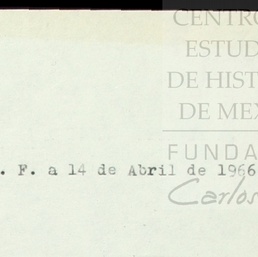 CENTRO
ESTUD
DE HIST
DE MEX
FUNDA
Carlos
. F. a 14 de Abril de 1966